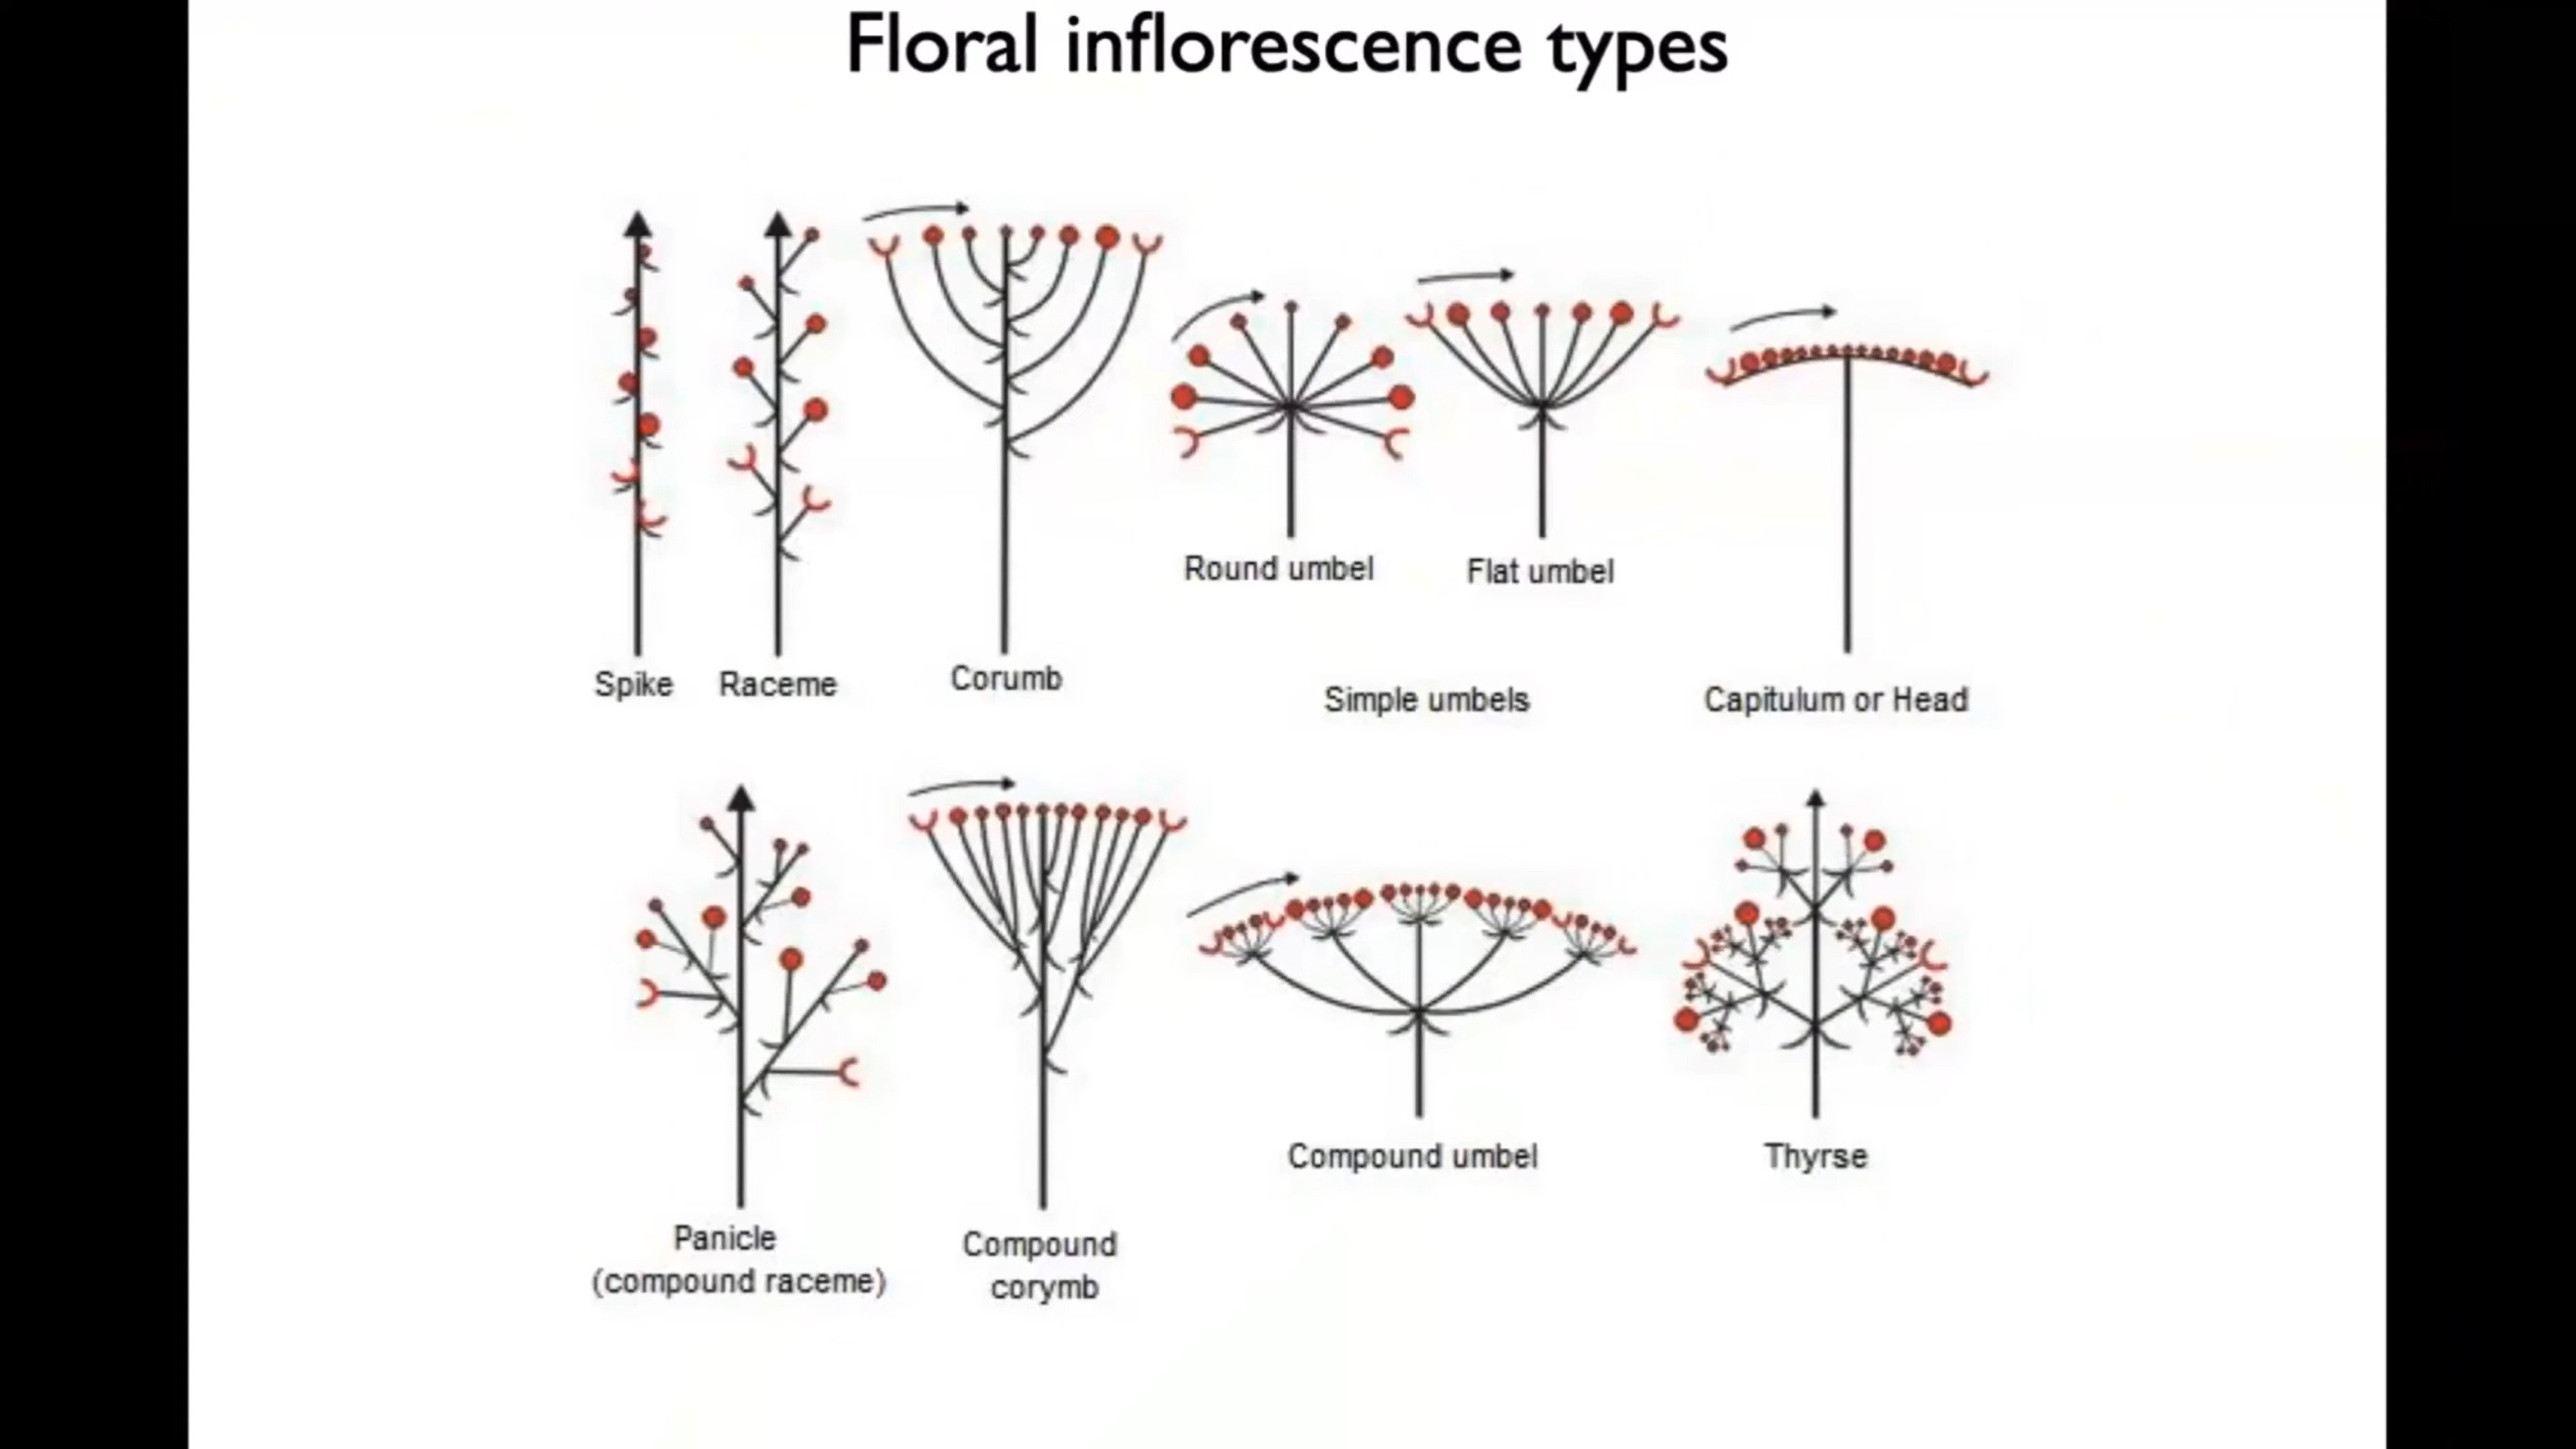 Floral inflorescence types
Round umbel
Flat umbel
Spike
Raceme
Corumb
Simple umbels
Capitulum or Head
Compound umbel
Thyrse
Panicle
(compound raceme)
Compound
corymb